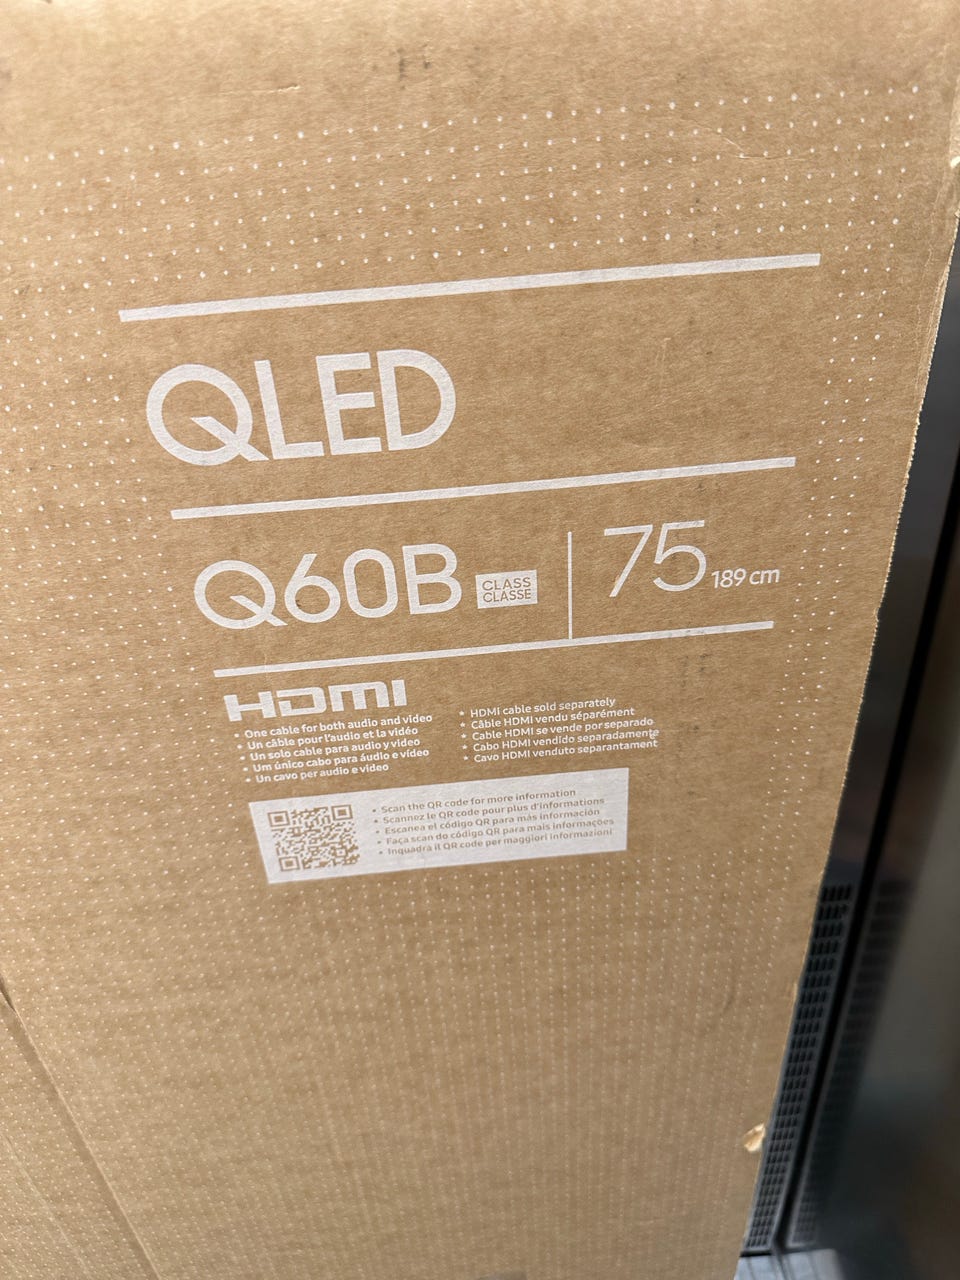 QLED
Q60B CLASS CLASSE 75 189 cm
HDMI
• One cable for both audio and video
• Un câble pour l'audio et la vidéo
• Un solo cable para audio y video
• Um único cabo para áudio e vídeo
• Un cavo per audio e video
• HDMI cable sold separately
• Câble HDMI vendu séparément
• Cable HDMI se vende por separado
• Cabo HDMI vendido separadamente
• Cavo HDMI venduto separantament
• Scan the QR code for more information
• Scannez le QR code pour plus d'informations
• Escanea el código QR para más información
• Faça scan do código QR para mais informações
• Inquadra il QR code per maggiori informazioni